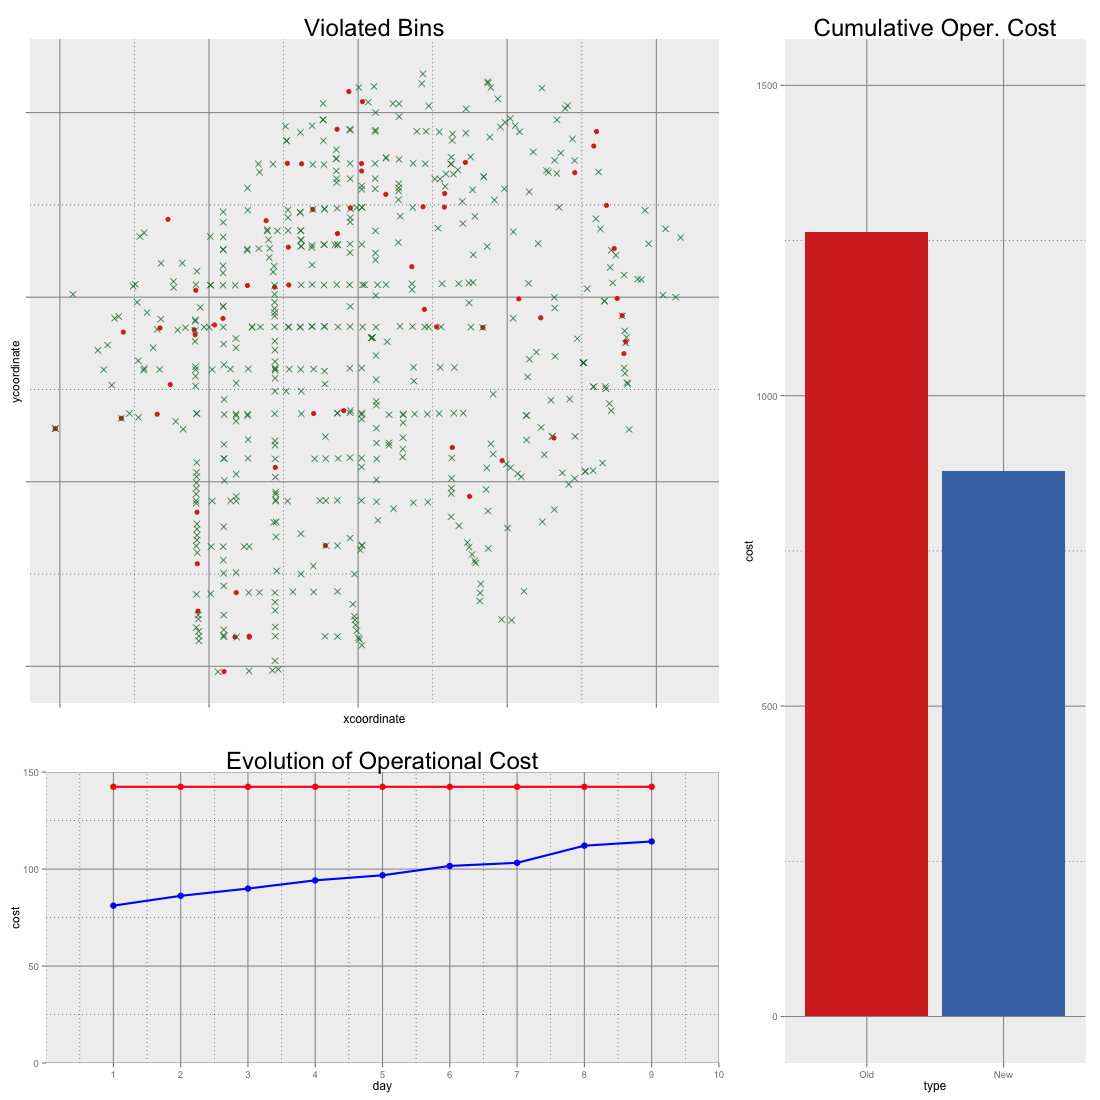 Violated Bins
ycoordinate
xcoordinate
Evolution of Operational Cost
cost
150
100
50
0
1 2 3 4 5 6 7 8 9 10
day
Cumulative Oper. Cost
cost
1500
1000
500
0
Old New
type